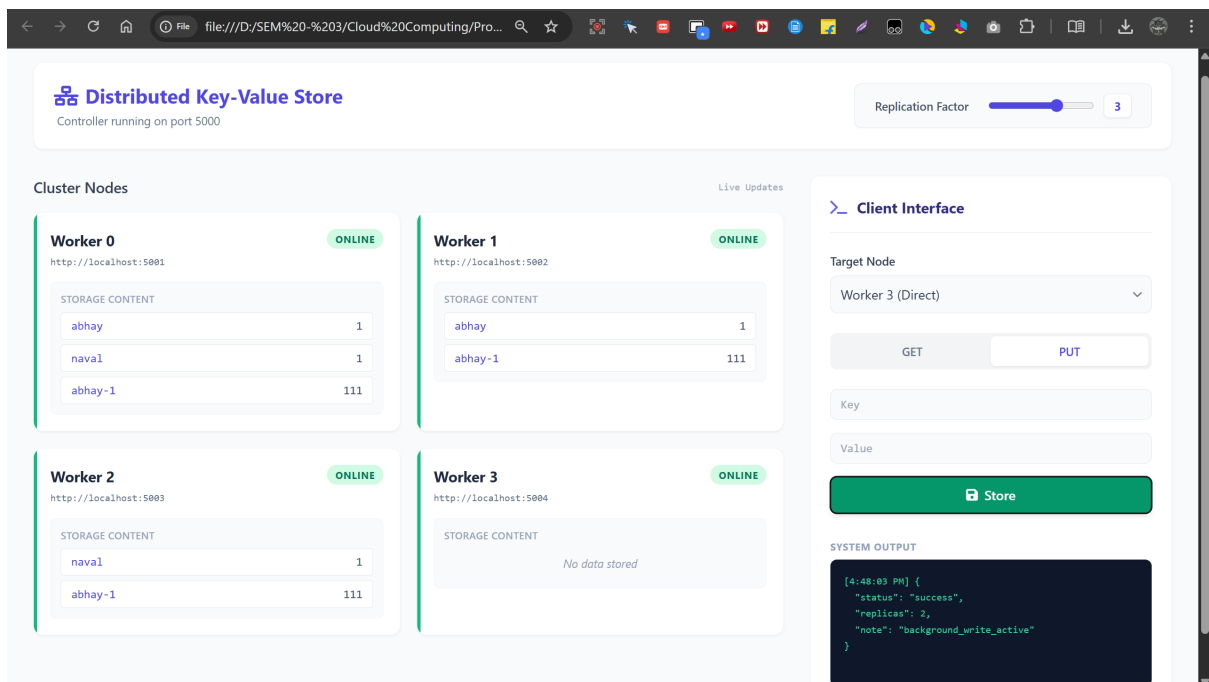 File file:///D:/SEM%20-%203/Cloud%20Computing/Pro...
Distributed Key-Value Store
Controller running on port 5000
Replication Factor 3
Cluster Nodes
Live Updates
Worker 0
ONLINE
http://localhost:5001
STORAGE CONTENT
abhay 1
naval 1
abhay-1 111
Worker 1
ONLINE
http://localhost:5002
STORAGE CONTENT
abhay 1
abhay-1 111
Worker 2
ONLINE
http://localhost:5003
STORAGE CONTENT
naval 1
abhay-1 111
Worker 3
ONLINE
http://localhost:5004
STORAGE CONTENT
No data stored
Client Interface
Target Node
Worker 3 (Direct)
GET PUT
Key
Value
Store
SYSTEM OUTPUT
[4:48:03 PM] {
"status": "success",
"replicas": 2,
"note": "background_write_active"
}